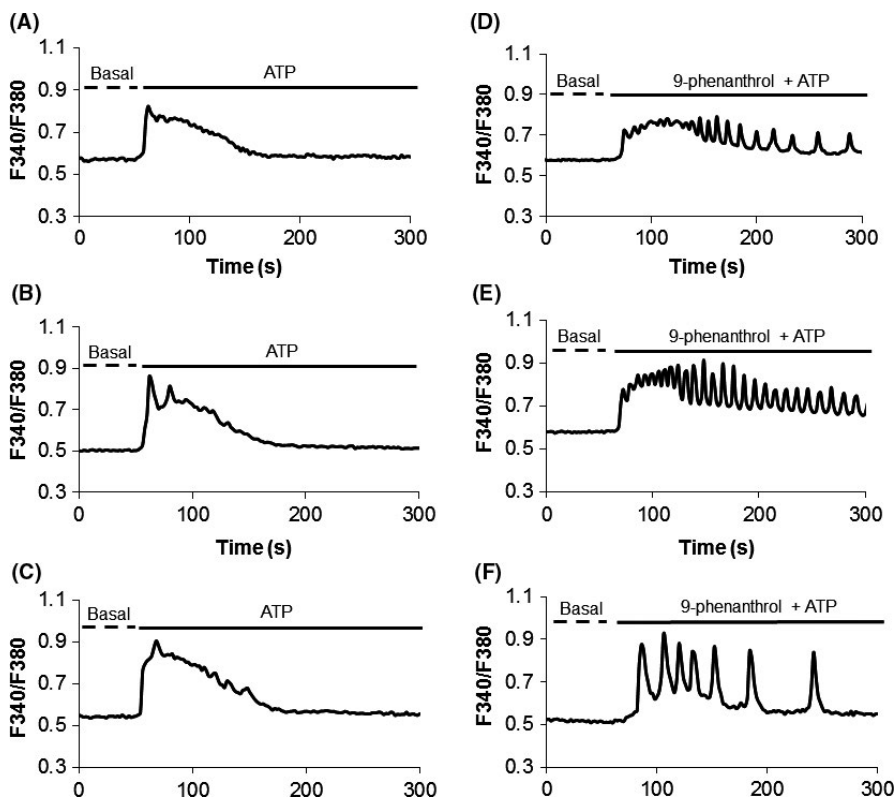 (A)
1.1
0.9
0.7
0.5
0.3
F340/F380
Basal
ATP
0
100
200
300
Time (s)
(B)
1.1
0.9
0.7
0.5
0.3
F340/F380
Basal
ATP
0
100
200
300
Time (s)
(C)
1.1
0.9
0.7
0.5
0.3
F340/F380
Basal
ATP
0
100
200
300
(D)
1.1
0.9
0.7
0.5
0.3
F340/F380
Basal
9-phenanthrol + ATP
0
100
200
300
Time (s)
(E)
1.1
0.9
0.7
0.5
0.3
F340/F380
Basal
9-phenanthrol + ATP
0
100
200
300
Time (s)
(F)
1.1
0.9
0.7
0.5
0.3
F340/F380
Basal
9-phenanthrol + ATP
0
100
200
300